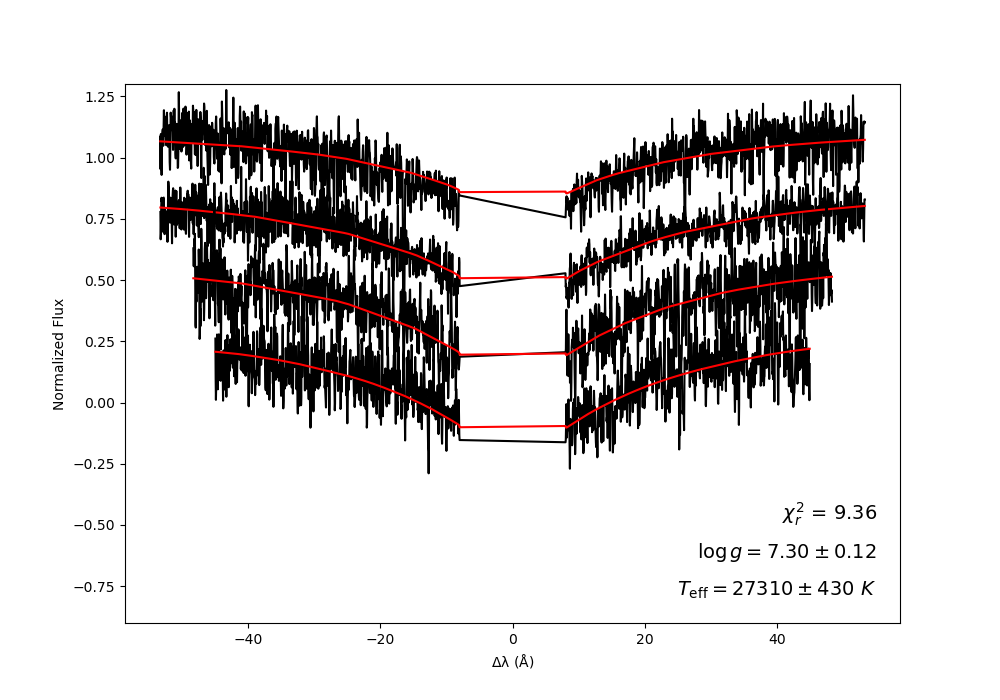 1.25
1.00
0.75
0.50
0.25
0.00
−0.25
−0.50
−0.75
Normalized Flux
χ²ᵣ = 9.36
log g = 7.30 ± 0.12
T_eff = 27310 ± 430 K
−40 −20 0 20 40
Δλ (Å)